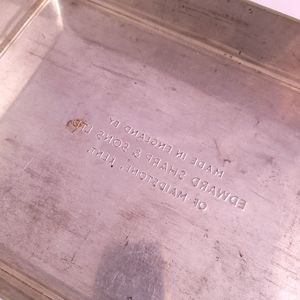 MADE IN ENGLAND BY
EDWARD SHARP & SONS LTD
OF MAIDSTONE, KENT.